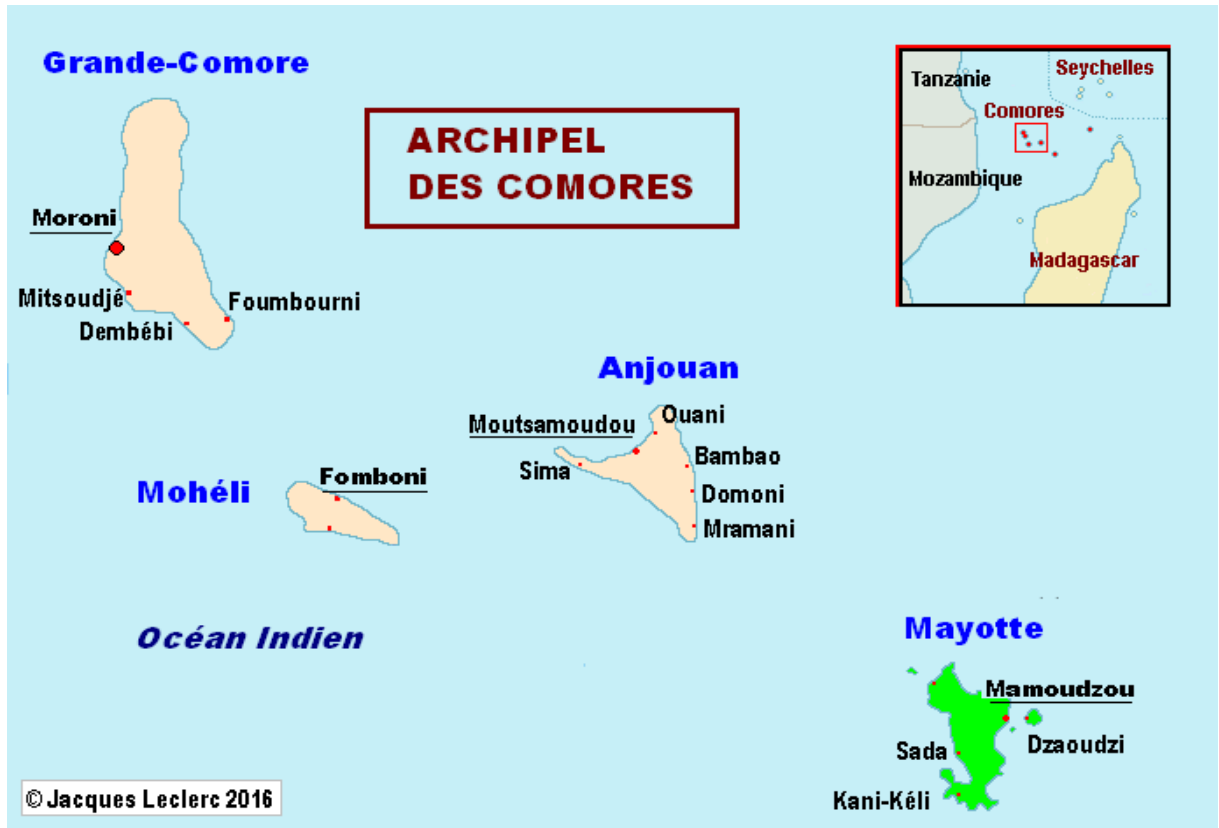 Grande-Comore
ARCHIPEL
DES COMORES
Tanzanie
Seychelles
Comores
Mozambique
Madagascar
Moroni
Mitsoudjé
Foumbourni
Dembébi
Anjouan
Ouani
Moutsamoudou
Sima
Bambao
Domoni
Mramani
Mohéli
Fomboni
Océan Indien
Mayotte
Mamoudzou
Dzaoudzi
Sada
Kani-Kéli
© Jacques Leclerc 2016